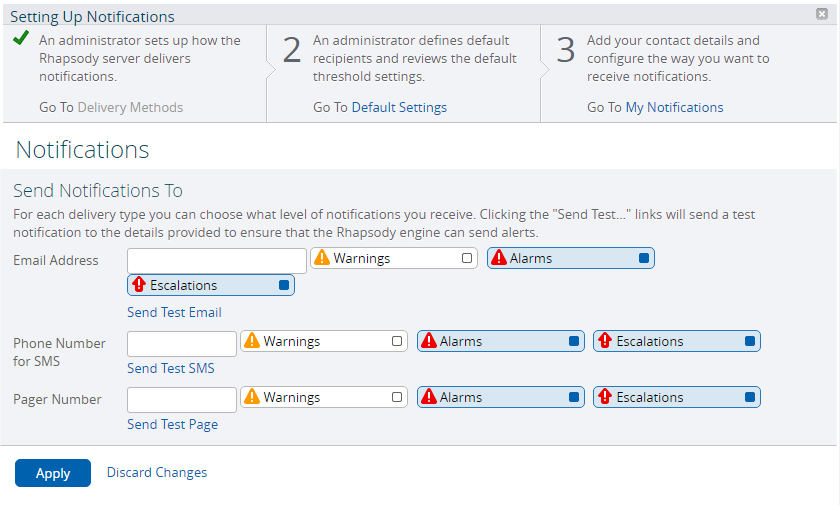 Setting Up Notifications
An administrator sets up how the
Rhapsody server delivers
notifications.
Go To Delivery Methods
2
An administrator defines default
recipients and reviews the default
threshold settings.
Go To Default Settings
3
Add your contact details and
configure the way you want to
receive notifications.
Go To My Notifications
Notifications
Send Notifications To
For each delivery type you can choose what level of notifications you receive. Clicking the "Send Test..." links will send a test
notification to the details provided to ensure that the Rhapsody engine can send alerts.
Email Address
Warnings
Alarms
Escalations
Send Test Email
Phone Number
for SMS
Warnings
Alarms
Escalations
Send Test SMS
Pager Number
Warnings
Alarms
Escalations
Send Test Page
Apply
Discard Changes